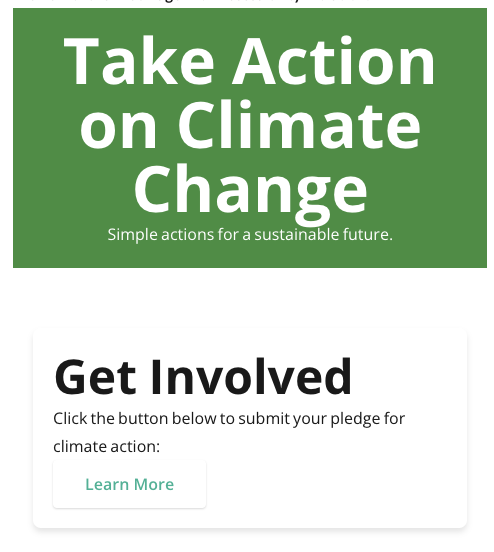 Take Action
on Climate
Change
Simple actions for a sustainable future.
Get Involved
Click the button below to submit your pledge for
climate action:
Learn More